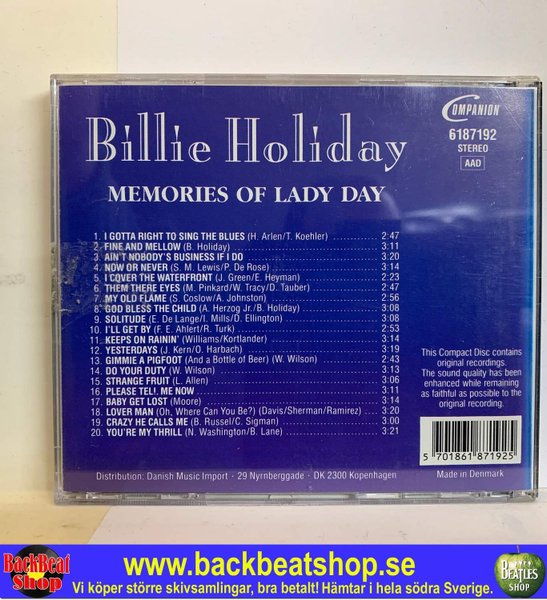 COMPANION
6187192
STEREO
AAD
Billie Holiday
MEMORIES OF LADY DAY
1. I GOTTA RIGHT TO SING THE BLUES (H. Arlen/T. Koehler) 2:47
2. FINE AND MELLOW (B. Holiday) 3:11
3. AIN'T NOBODY'S BUSINESS IF I DO 3:20
4. NOW OR NEVER (S. M. Lewis/P. De Rose) 3:14
5. I COVER THE WATERFRONT (J. Green/E. Heyman) 3:21
6. THEM THERE EYES (M. Pinkard/W. Tracy/D. Tauber) 2:47
7. MY OLD FLAME (S. Coslow/A. Johnston) 2:56
8. GOD BLESS THE CHILD (A. Herzog Jr./B. Holiday) 3:08
9. SOLITUDE (E. De Lange/I. Mills/D. Ellington) 3:08
10. I'LL GET BY (F. E. Ahlert/R. Turk) 2:53
11. KEEPS ON RAININ' (Williams/Kortlander) 3:13
12. YESTERDAYS (J. Kern/O. Harbach) 3:19
13. GIMMIE A PIGFOOT (And a Bottle of Beer) (W. Wilson) 2:43
14. DO YOUR DUTY (W. Wilson) 3:13
15. STRANGE FRUIT (L. Allen) 3:06
16. PLEASE TELL ME NOW 3:11
17. BABY GET LOST (Moore) 3:14
18. LOVER MAN (Oh, Where Can You Be?) (Davis/Sherman/Ramirez) 3:20
19. CRAZY HE CALLS ME (B. Russel/C. Sigman) 3:00
20. YOU'RE MY THRILL (N. Washington/B. Lane) 3:21
This Compact Disc contains
original recordings.
The sound quality has been
enhanced while remaining
as faithful as possible to the
original recording.
5 701861 871925
Distribution: Danish Music Import · 29 Nyrnberggade · DK 2300 Kopenhagen
Made in Denmark
BackBeat
Shop
www.backbeatshop.se
Vi köper större skivsamlingar, bra betalt! Hämtar i hela södra Sverige.
BEATLES
SHOP